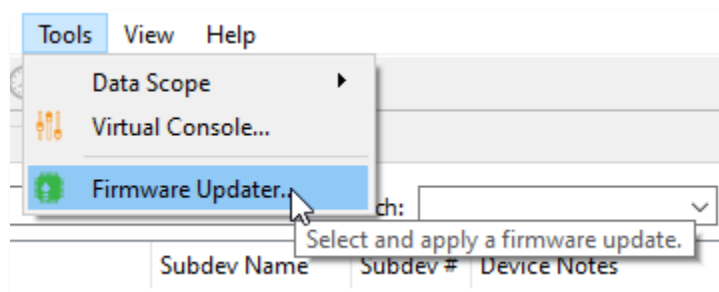 Tools View Help
Data Scope
Virtual Console...
Firmware Updater...
ch:
Select and apply a firmware update.
Subdev Name Subdev # Device Notes